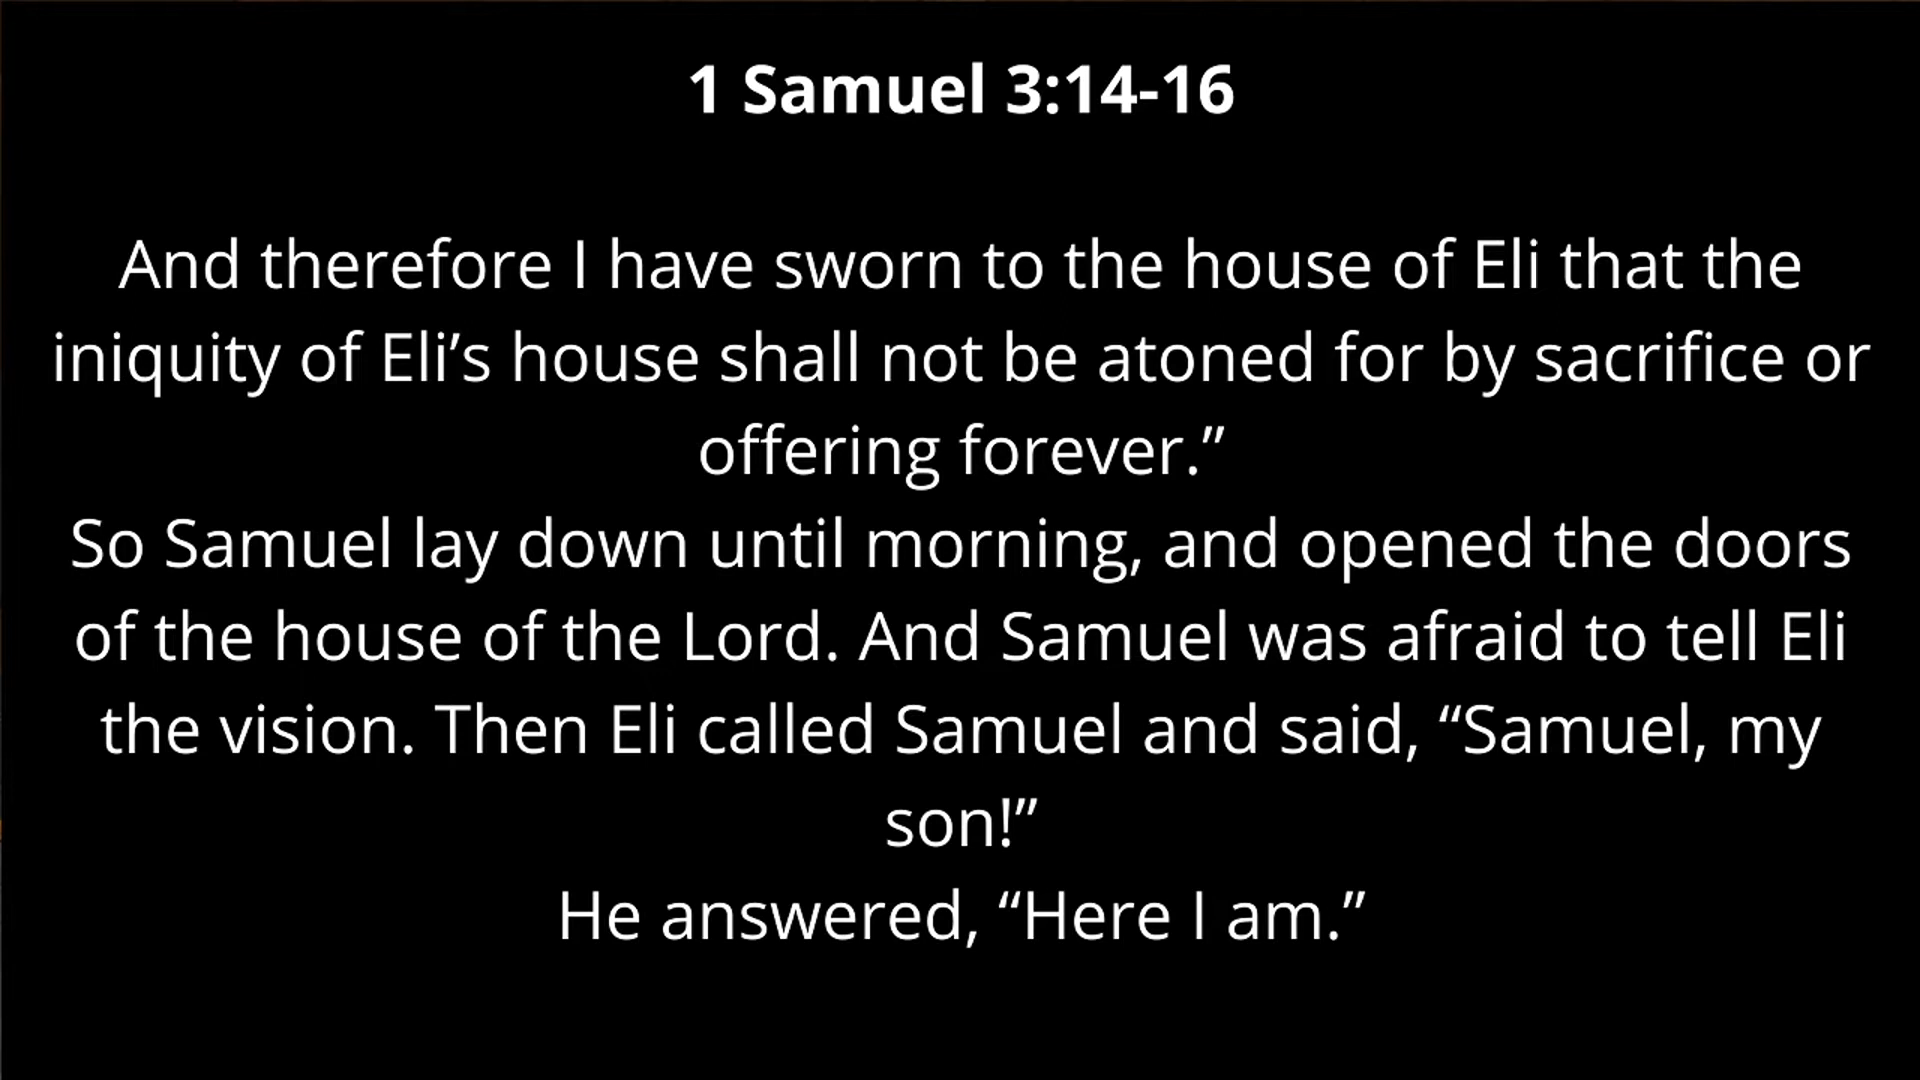 1 Samuel 3:14-16
And therefore I have sworn to the house of Eli that the
iniquity of Eli’s house shall not be atoned for by sacrifice or
offering forever.”
So Samuel lay down until morning, and opened the doors
of the house of the Lord. And Samuel was afraid to tell Eli
the vision. Then Eli called Samuel and said, “Samuel, my
son!”
He answered, “Here I am.”